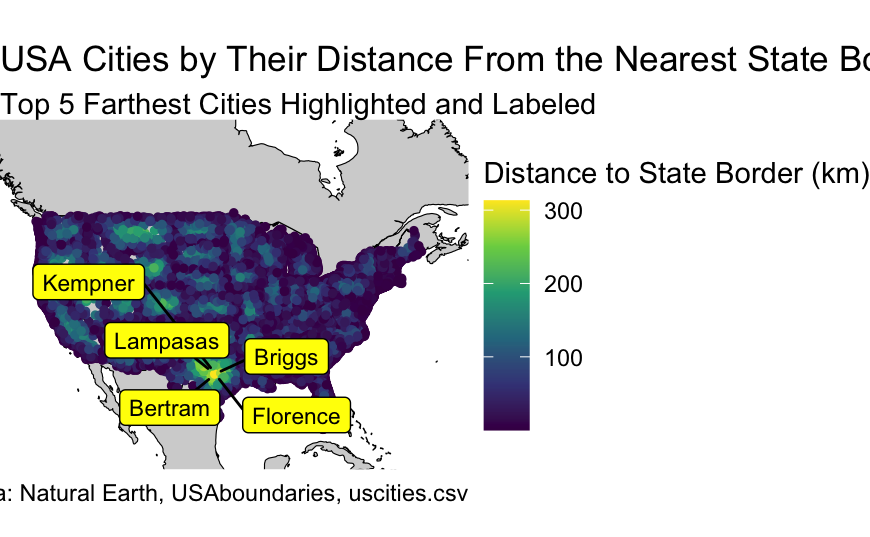 USA Cities by Their Distance From the Nearest State Bo
Top 5 Farthest Cities Highlighted and Labeled
Distance to State Border (km)
300
200
100
Kempner
Lampasas
Briggs
Bertram
Florence
a: Natural Earth, USAboundaries, uscities.csv